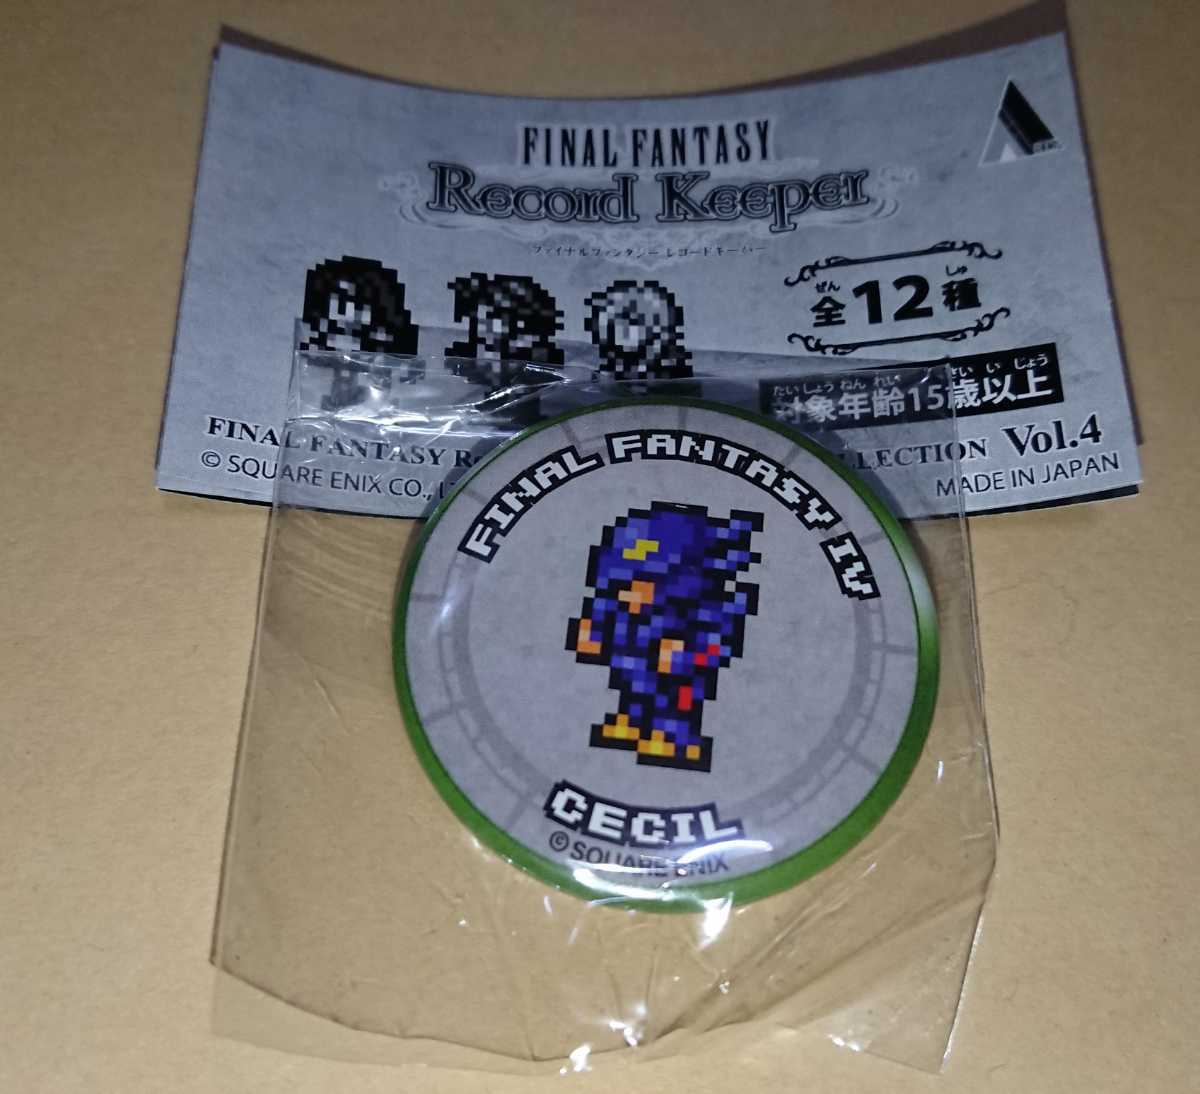 FINAL FANTASY
Record Keeper
ファイナルファンタジー レコードキーパー
ぜん しゅ
全12種
たいしょう ねん れい さい い じょう
対象年齢15歳以上
FINAL FANTASY LLECTION Vol.4
© SQUARE ENIX CO., MADE IN JAPAN
FINAL FANTASY IV
CECIL
© SQUARE ENIX